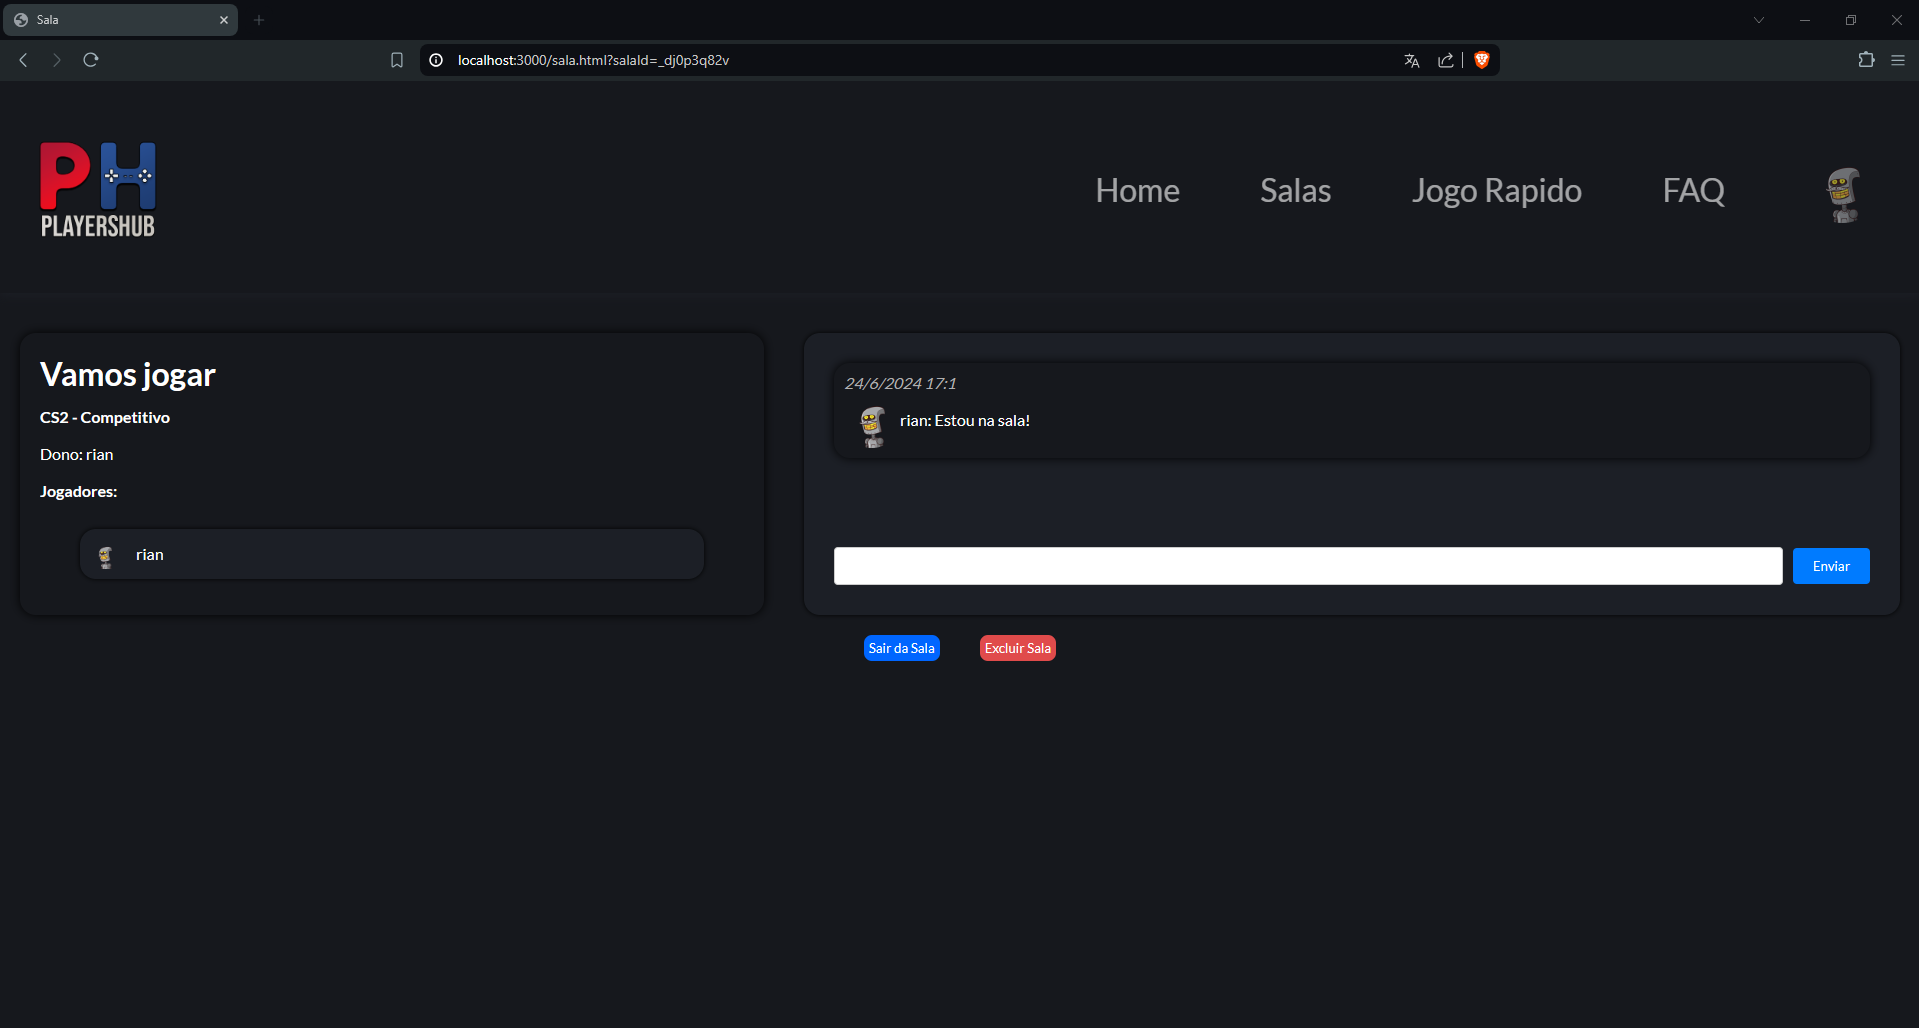 Sala
localhost:3000/sala.html?salaId=_dj0p3q82v
PH
PLAYERSHUB
Home
Salas
Jogo Rapido
FAQ
Vamos jogar
CS2 - Competitivo
Dono: rian
Jogadores:
rian
24/6/2024 17:1
rian: Estou na sala!
Enviar
Sair da Sala
Excluir Sala